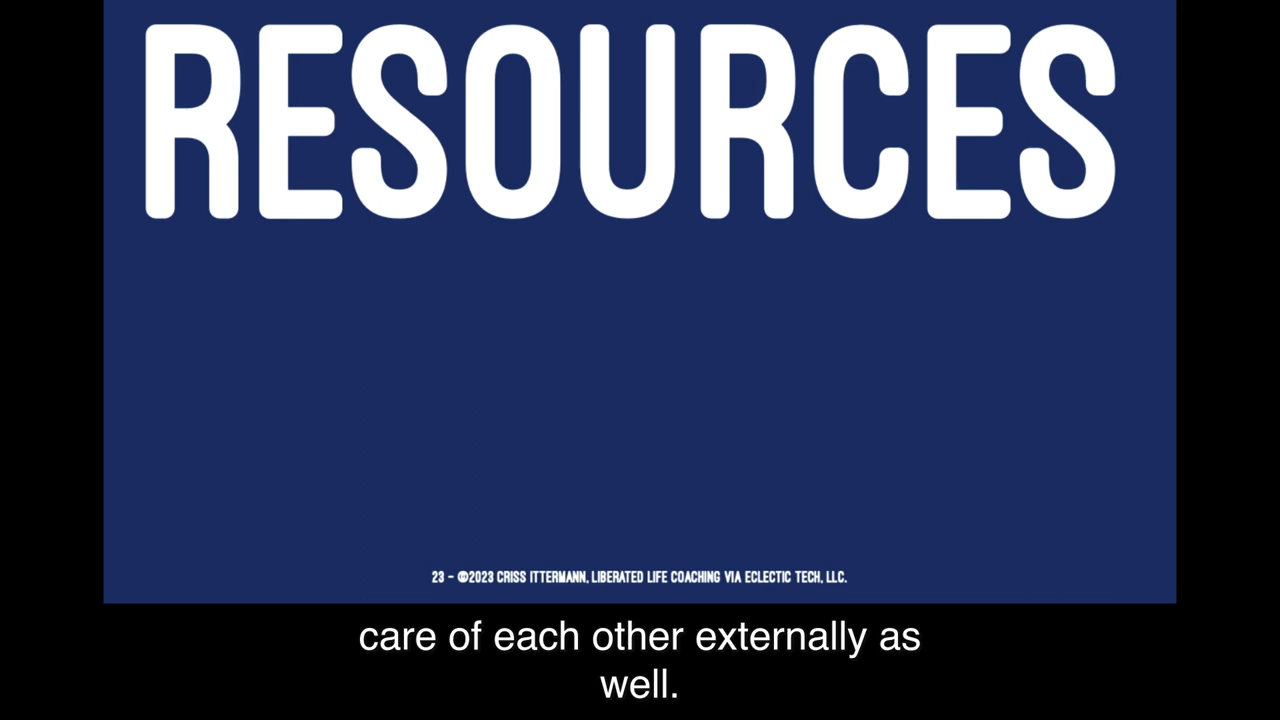 RESOURCES
23 - ©2023 CRISS ITTERMANN, LIBERATED LIFE COACHING VIA ECLECTIC TECH, LLC.
care of each other externally as
well.